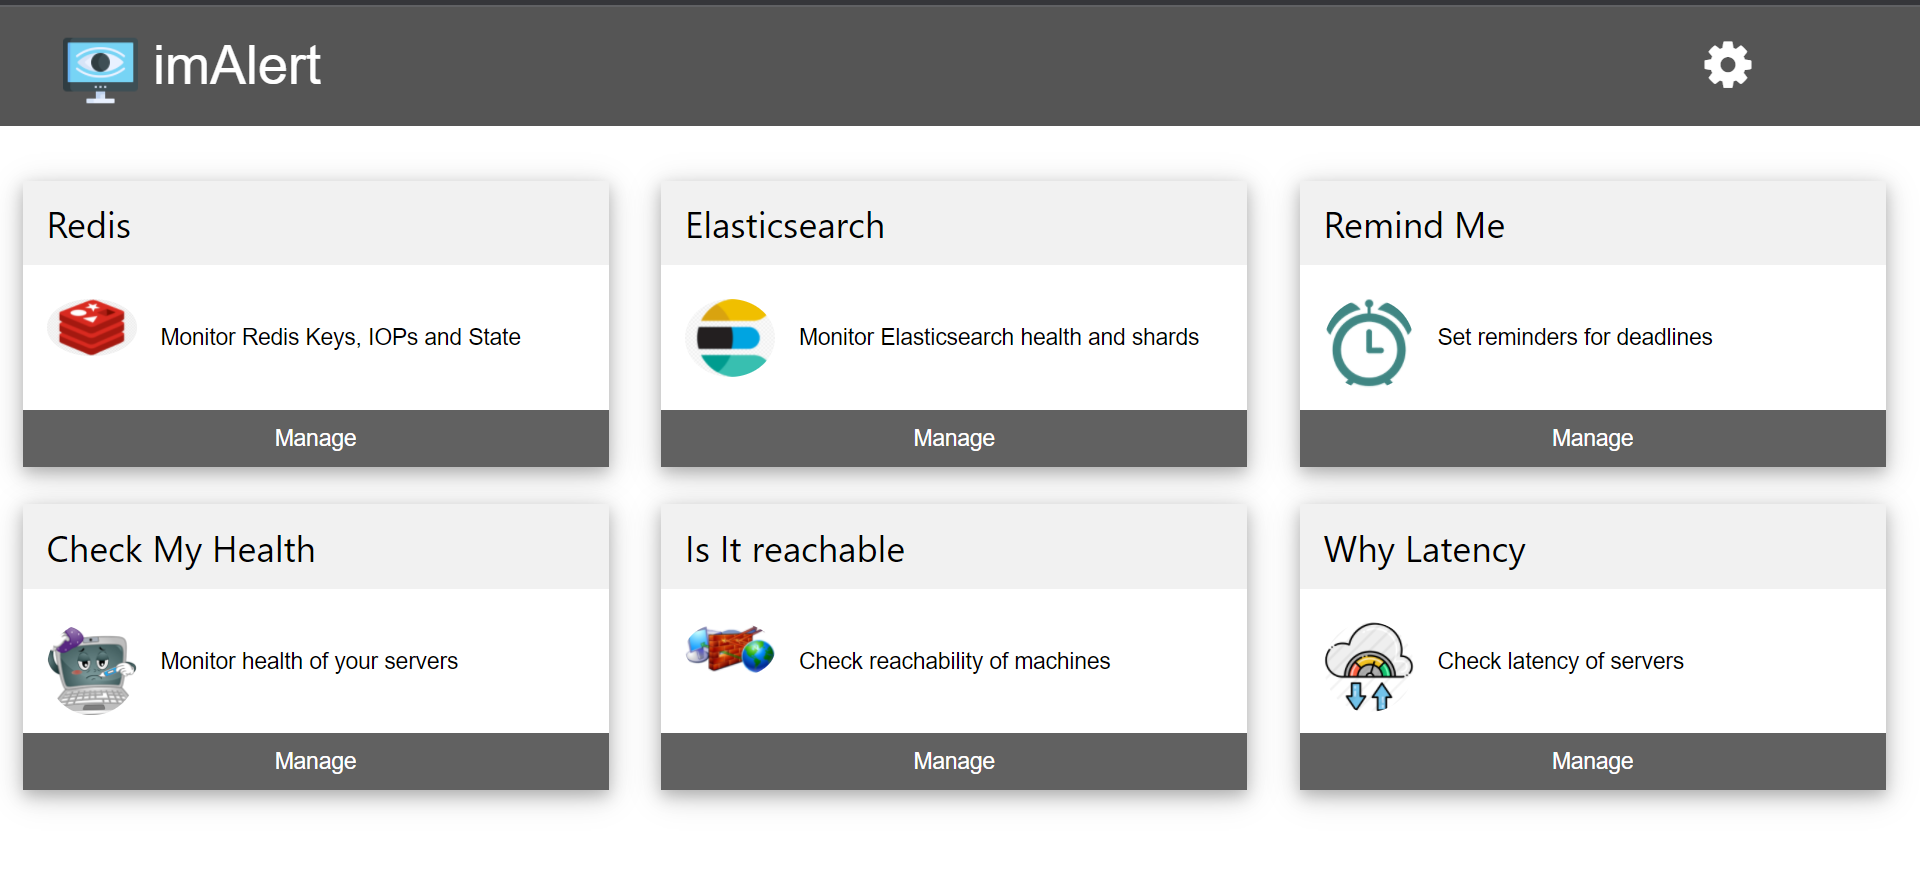 imAlert
Redis
Monitor Redis Keys, IOPs and State
Manage
Elasticsearch
Monitor Elasticsearch health and shards
Manage
Remind Me
Set reminders for deadlines
Manage
Check My Health
Monitor health of your servers
Manage
Is It reachable
Check reachability of machines
Manage
Why Latency
Check latency of servers
Manage